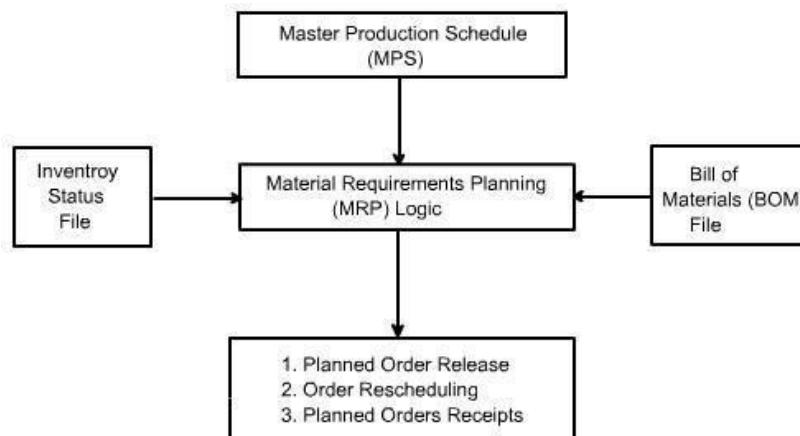 Master Production Schedule
(MPS)
Inventroy
Status
File
Material Requirements Planning
(MRP) Logic
Bill of
Materials (BOM
File
1. Planned Order Release
2. Order Rescheduling
3. Planned Orders Receipts